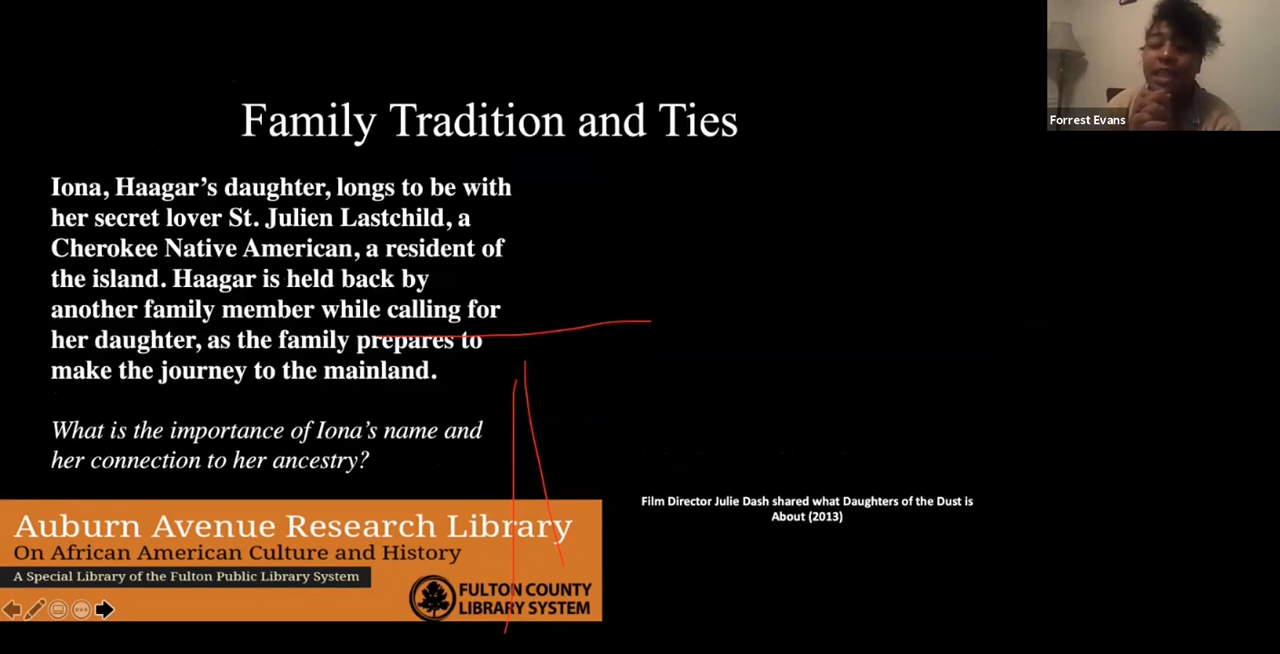 Family Tradition and Ties
Forrest Evans
Iona, Haagar’s daughter, longs to be with
her secret lover St. Julien Lastchild, a
Cherokee Native American, a resident of
the island. Haagar is held back by
another family member while calling for
her daughter, as the family prepares to
make the journey to the mainland.
What is the importance of Iona’s name and
her connection to her ancestry?
Film Director Julie Dash shared what Daughters of the Dust is
About (2013)
Auburn Avenue Research Library
On African American Culture and History
A Special Library of the Fulton Public Library System
FULTON COUNTY
LIBRARY SYSTEM